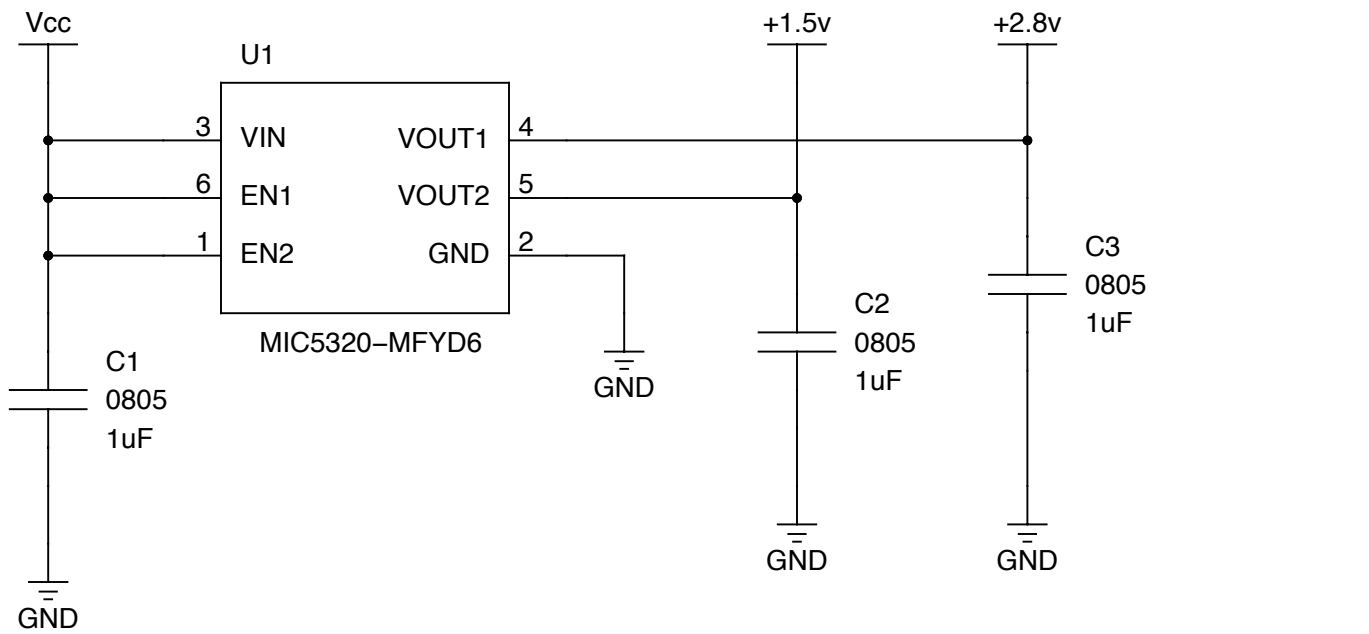 Vcc
+1.5v
+2.8v
U1
3
VIN
VOUT1
4
6
EN1
VOUT2
5
1
EN2
GND
2
MIC5320–MFYD6
GND
C1
0805
1uF
GND
C2
0805
1uF
GND
C3
0805
1uF
GND